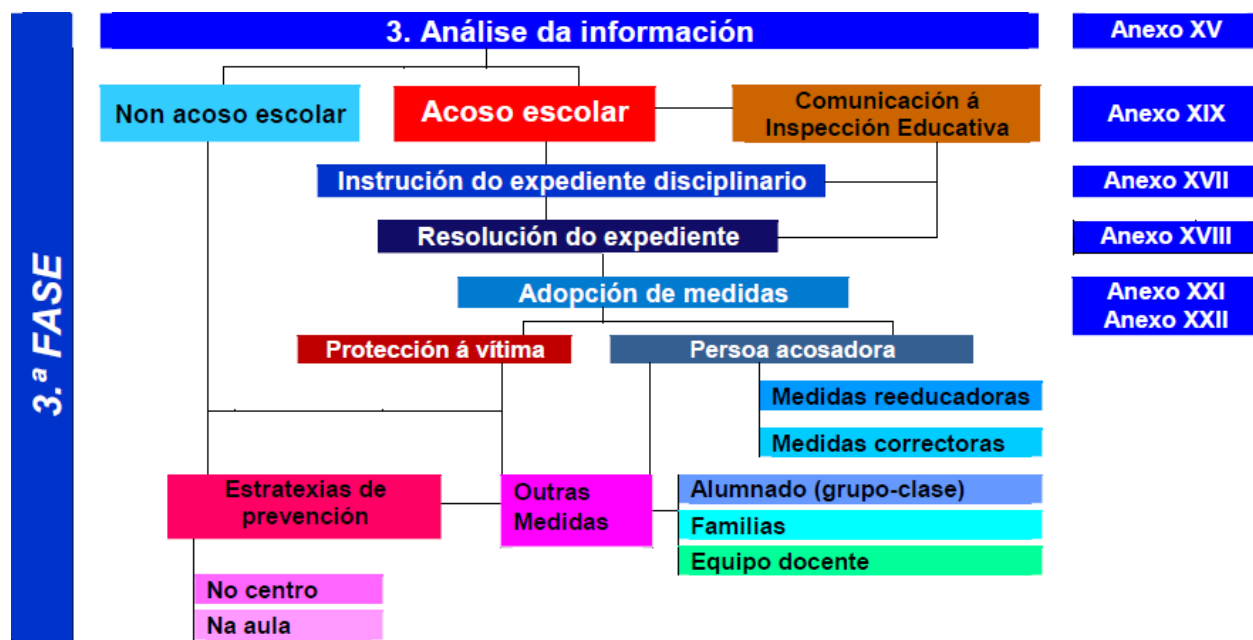 3.ª FASE
3. Análise da información
Anexo XV
Non acoso escolar
Acoso escolar
Comunicación á
Inspección Educativa
Anexo XIX
Instrución do expediente disciplinario
Anexo XVII
Resolución do expediente
Anexo XVIII
Adopción de medidas
Anexo XXI
Anexo XXII
Protección á vítima
Persoa acosadora
Medidas reeducadoras
Medidas correctoras
Estratexias de
prevención
Outras
Medidas
Alumnado (grupo-clase)
Familias
Equipo docente
No centro
Na aula